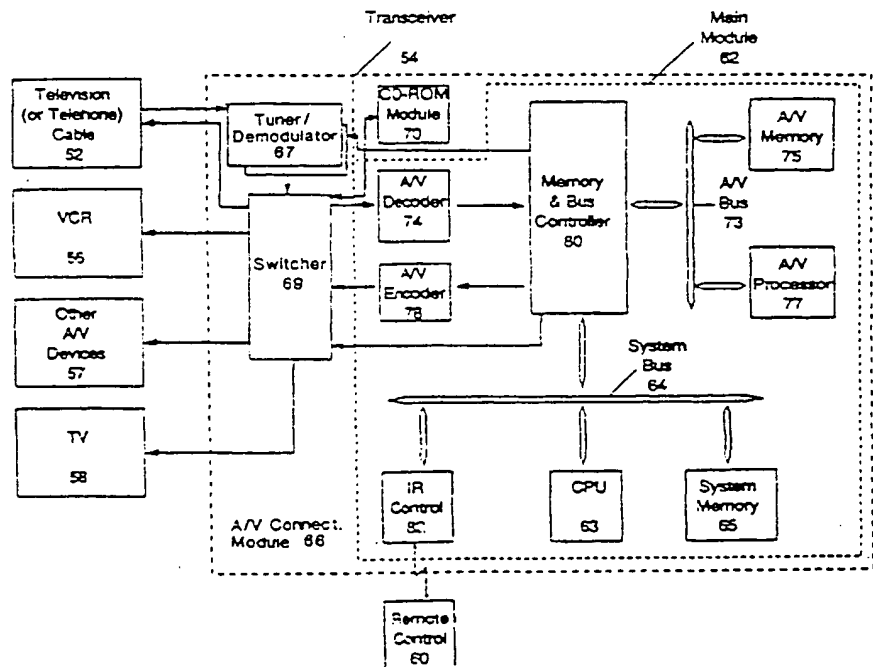 Transceiver
54
Main
Module
62
Television
(or Telehone)
Cable
52
Tuner/
Demodulator
67
CD-ROM
Module
70
A/V
Memory
75
VCR
55
Switcher
69
A/V
Decoder
74
Memory
& Bus
Controller
80
A/V
Bus
73
A/V
Encoder
78
A/V
Processor
77
Other
A/V
Devices
57
System
Bus
64
TV
58
IR
Control
82
CPU
63
System
Memory
65
A/V Connect.
Module 66
Remote
Control
60